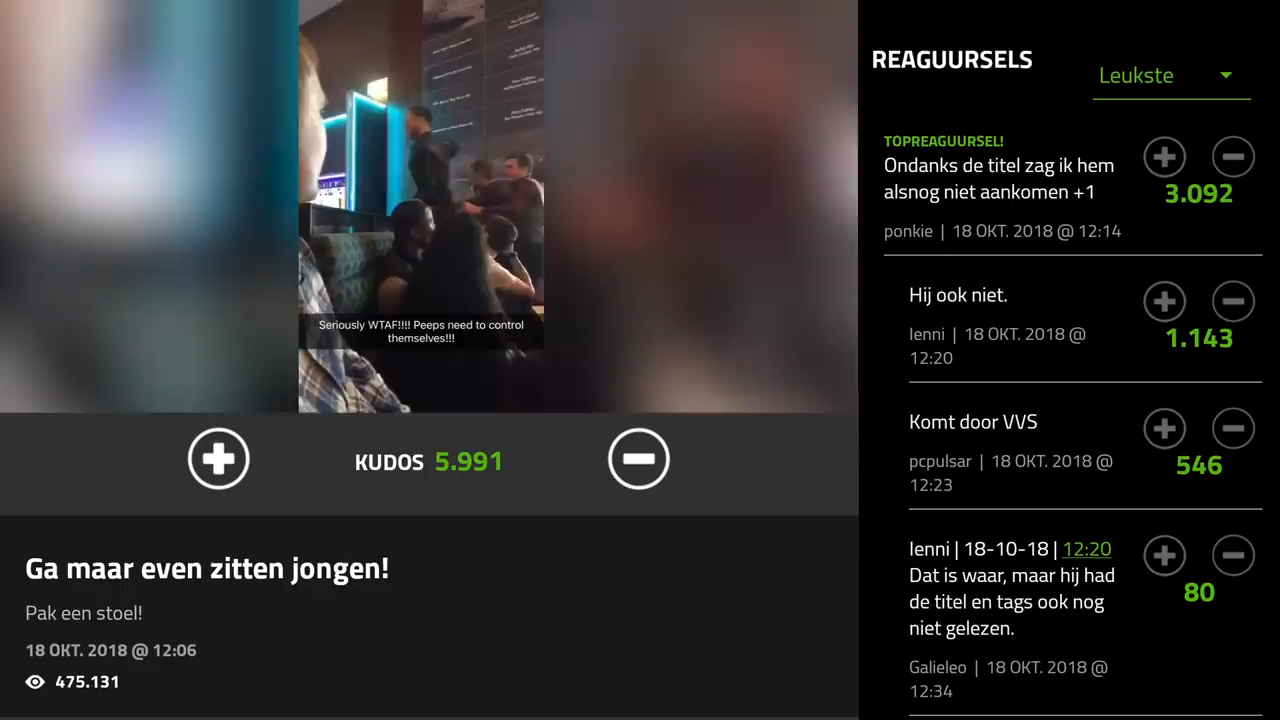 Seriously WTAF!!!! Peeps need to control
themselves!!!
KUDOS 5.991
Ga maar even zitten jongen!
Pak een stoel!
18 OKT. 2018 @ 12:06
475.131
REAGUURSELS
Leukste
TOPREAGUURSEL!
Ondanks de titel zag ik hem
alsnog niet aankomen +1
3.092
ponkie | 18 OKT. 2018 @ 12:14
Hij ook niet.
1.143
lenni | 18 OKT. 2018 @
12:20
Komt door VVS
546
pcpulsar | 18 OKT. 2018 @
12:23
lenni | 18-10-18 | 12:20
Dat is waar, maar hij had
de titel en tags ook nog
niet gelezen.
80
Galieleo | 18 OKT. 2018 @
12:34